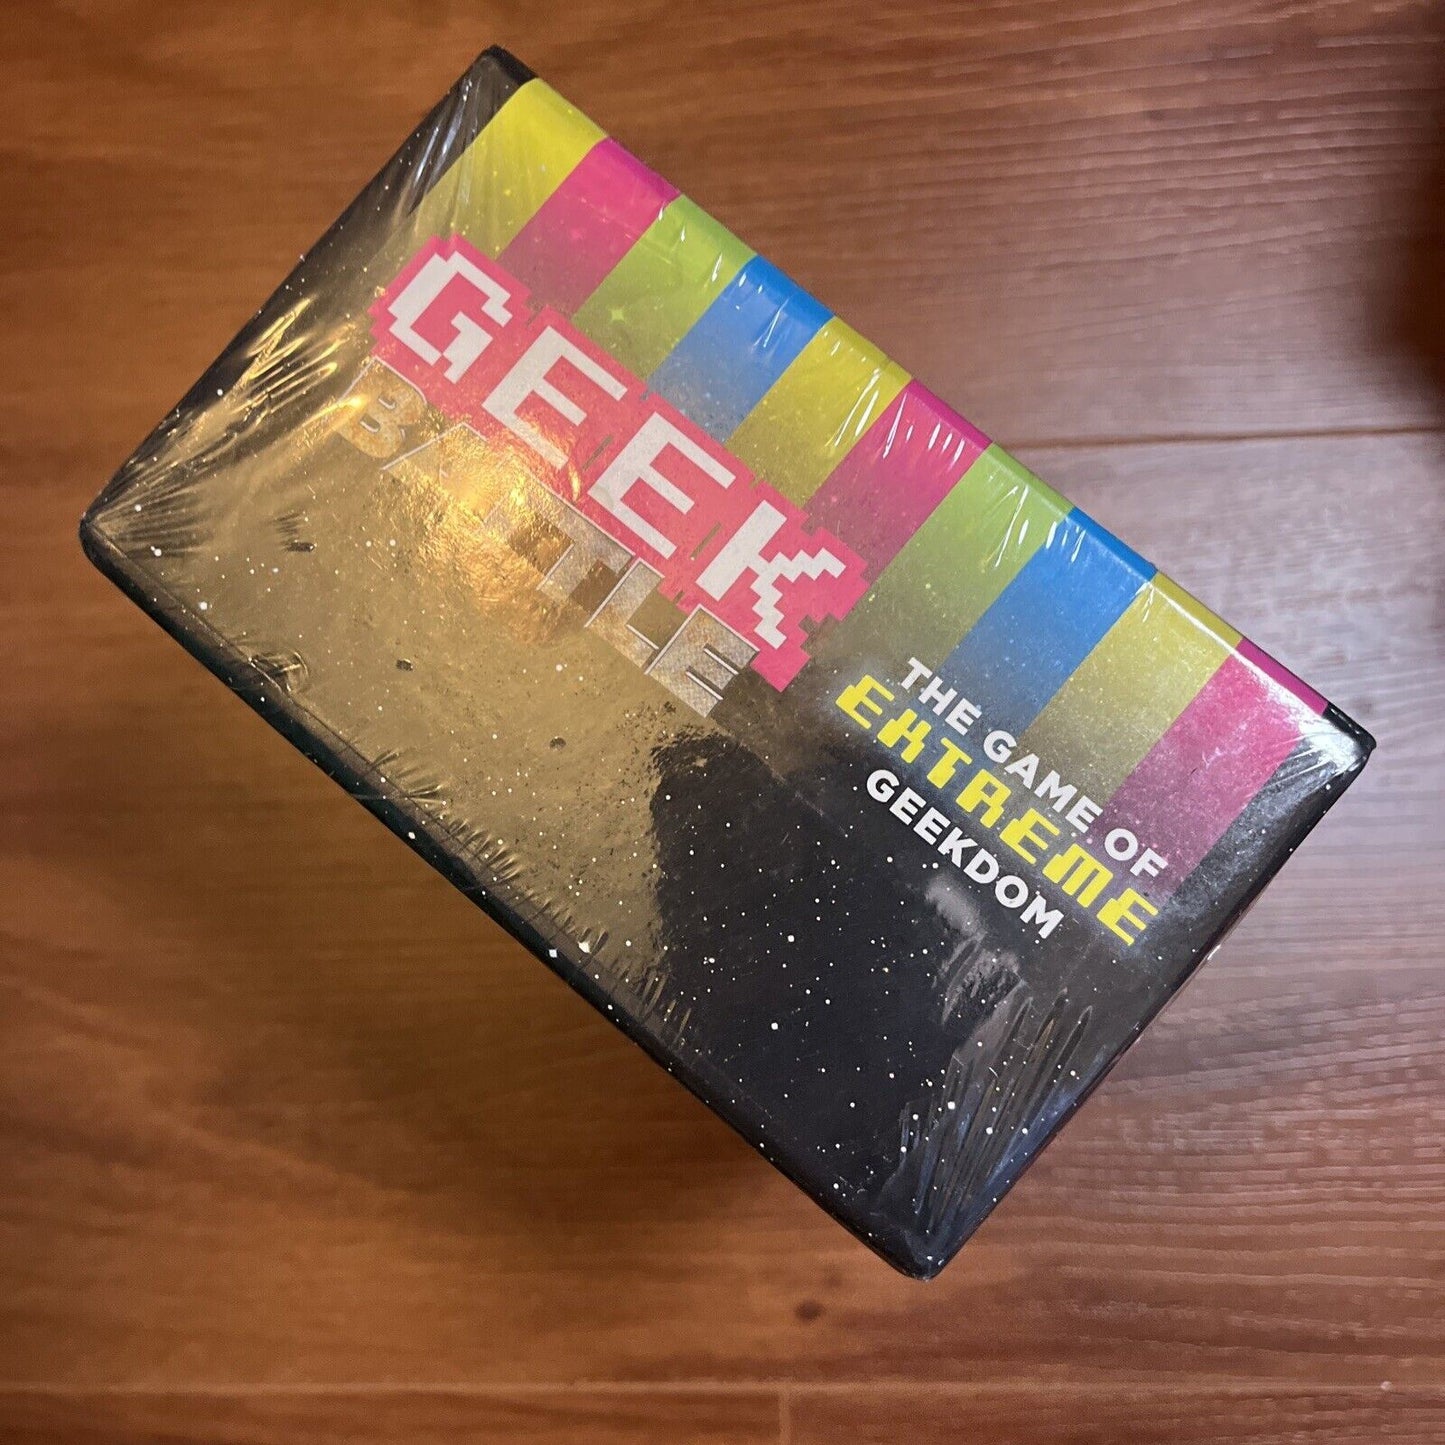 GEEK
BATTLE
THE GAME OF
EXTREME
GEEKDOM